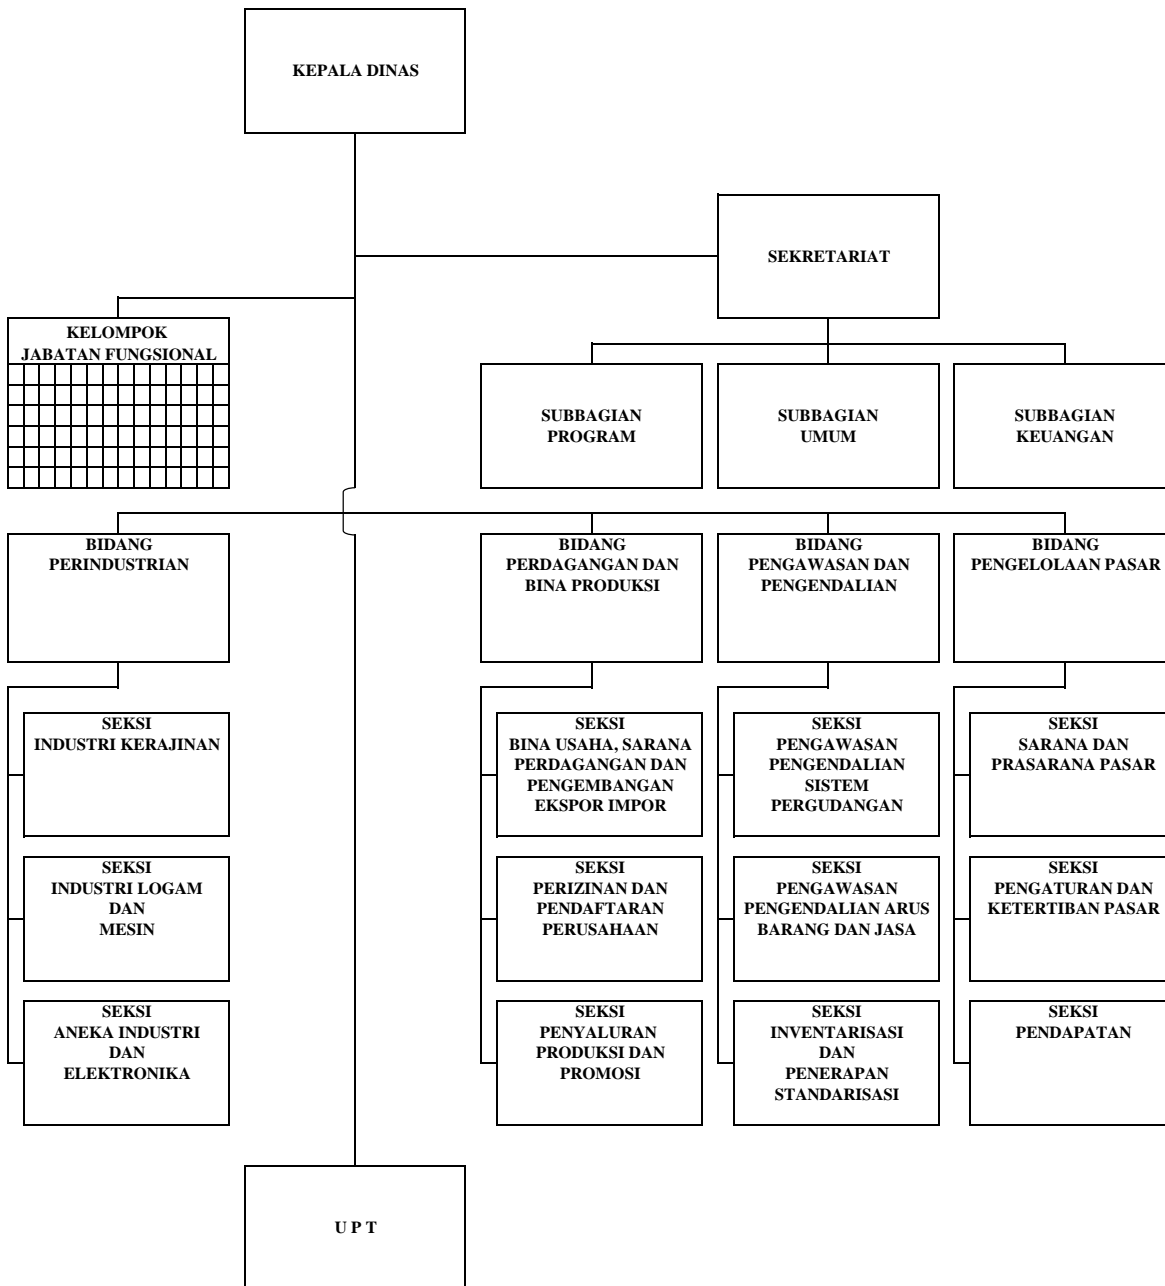 KEPALA DINAS
SEKRETARIAT
KELOMPOK
JABATAN FUNGSIONAL
SUBBAGIAN
PROGRAM
SUBBAGIAN
UMUM
SUBBAGIAN
KEUANGAN
BIDANG
PERINDUSTRIAN
BIDANG
PERDAGANGAN DAN
BINA PRODUKSI
BIDANG
PENGAWASAN DAN
PENGENDALIAN
BIDANG
PENGELOLAAN PASAR
SEKSI
INDUSTRI KERAJINAN
SEKSI
BINA USAHA, SARANA
PERDAGANGAN DAN
PENGEMBANGAN
EKSPOR IMPOR
SEKSI
PENGAWASAN
PENGENDALIAN
SISTEM
PERGUDANGAN
SEKSI
SARANA DAN
PRASARANA PASAR
SEKSI
INDUSTRI LOGAM
DAN
MESIN
SEKSI
PERIZINAN DAN
PENDAFTARAN
PERUSAHAAN
SEKSI
PENGAWASAN
PENGENDALIAN ARUS
BARANG DAN JASA
SEKSI
PENGATURAN DAN
KETERTIBAN PASAR
SEKSI
ANEKA INDUSTRI
DAN
ELEKTRONIKA
SEKSI
PENYALURAN
PRODUKSI DAN
PROMOSI
SEKSI
INVENTARISASI
DAN
PENERAPAN
STANDARISASI
SEKSI
PENDAPATAN
U P T